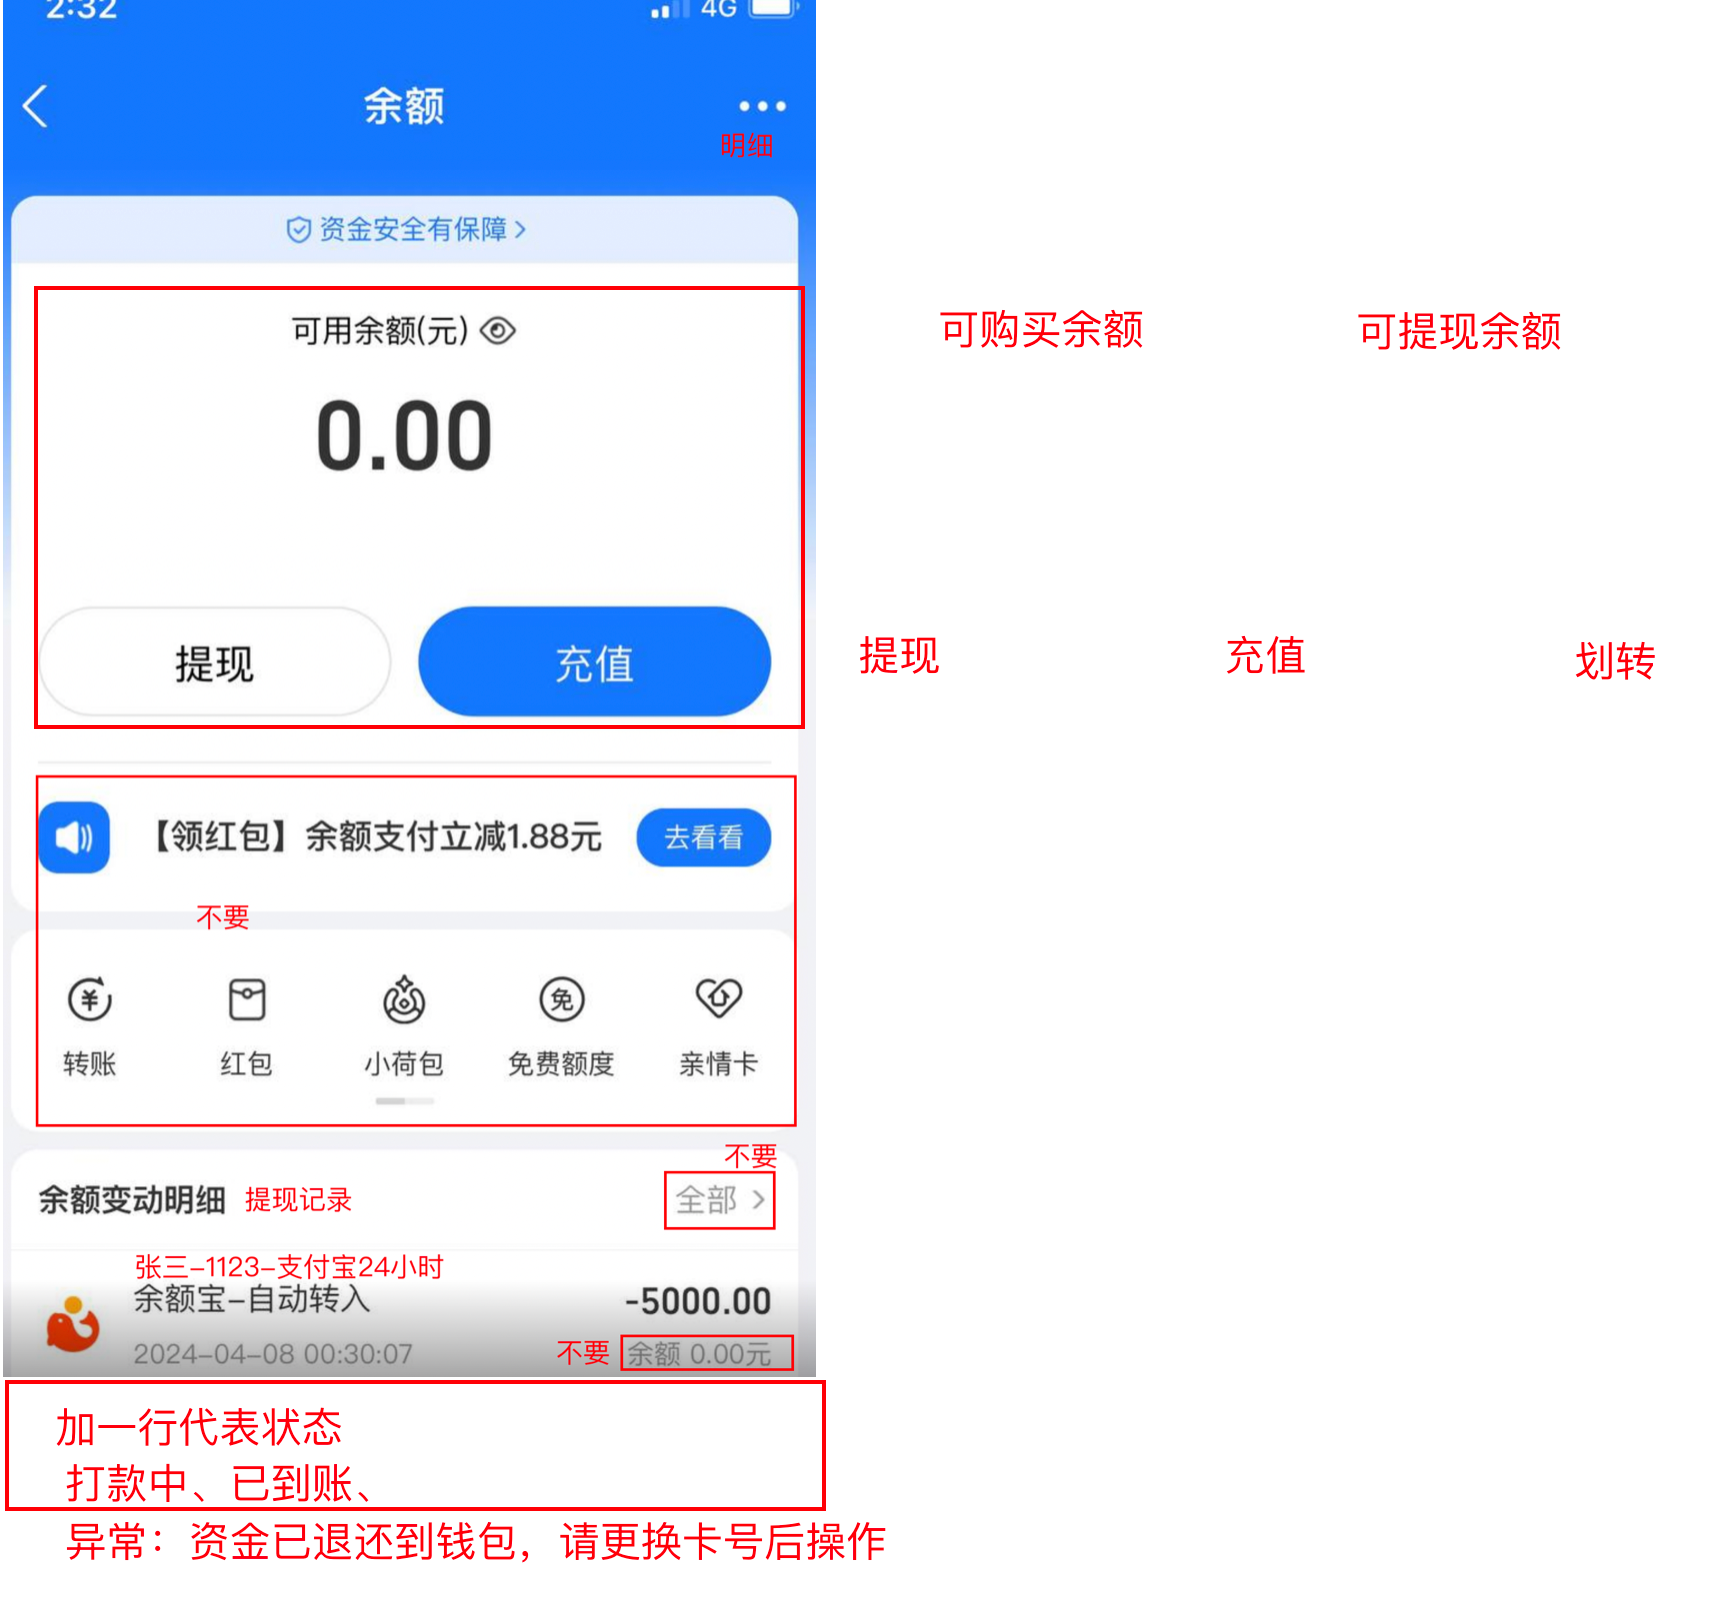 2:32
4G
余额
明细
资金安全有保障
可用余额(元)
可购买余额
可提现余额
0.00
提现
充值
提现
充值
划转
【领红包】余额支付立减1.88元
去看看
不要
转账
红包
小荷包
免
免费额度
亲情卡
不要
余额变动明细
提现记录
全部
张三-1123-支付宝24小时
余额宝-自动转入
-5000.00
2024-04-08 00:30:07
不要
余额 0.00元
加一行代表状态
打款中、已到账、
异常：资金已退还到钱包，请更换卡号后操作